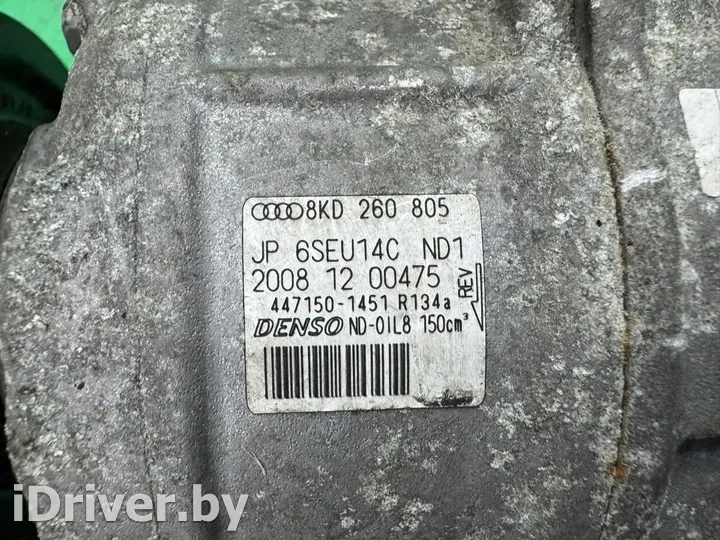 8KD 260 805
JP 6SEU14C ND1
2008 12 00475
REV
447150-1451 R134a
DENSO ND-OIL8 150cm³
iDriver.by